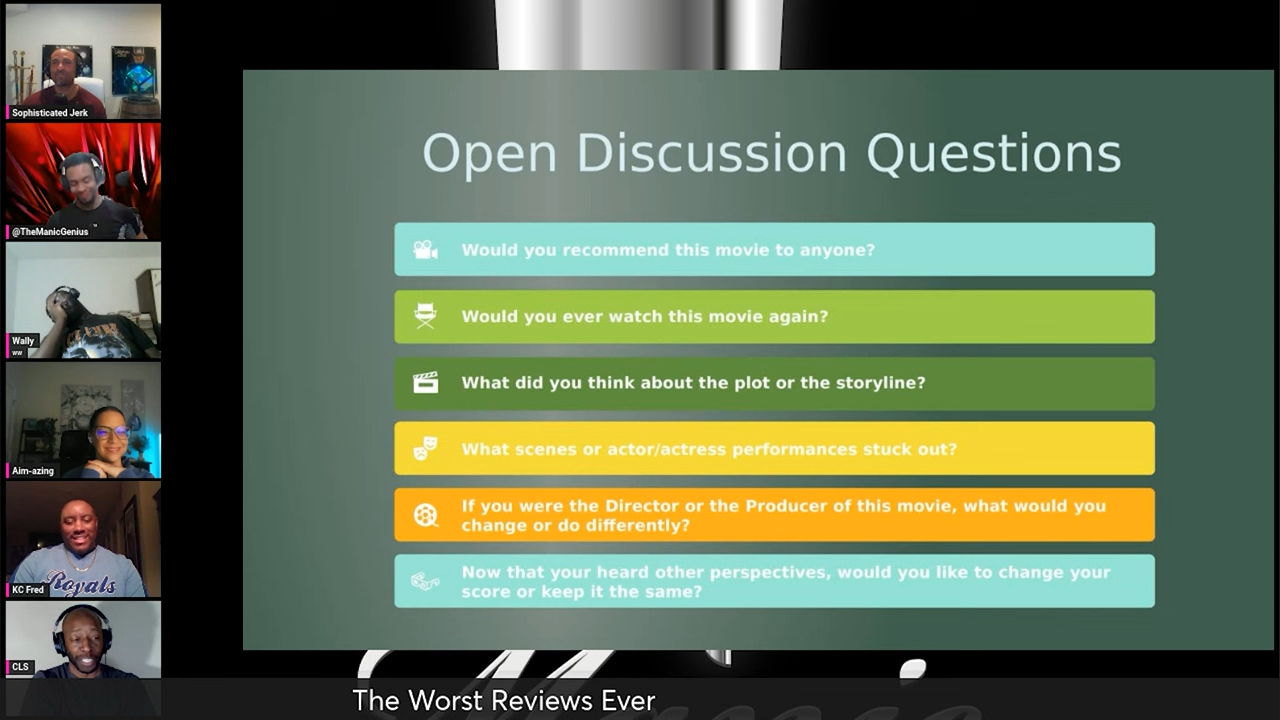 Sophisticated Jerk
@TheManicGenius
Wally
ww
Aim-azing
KC Fred
Royals
CLS
Open Discussion Questions
Would you recommend this movie to anyone?
Would you ever watch this movie again?
What did you think about the plot or the storyline?
What scenes or actor/actress performances stuck out?
If you were the Director or the Producer of this movie, what would you
change or do differently?
Now that your heard other perspectives, would you like to change your
score or keep it the same?
The Worst Reviews Ever